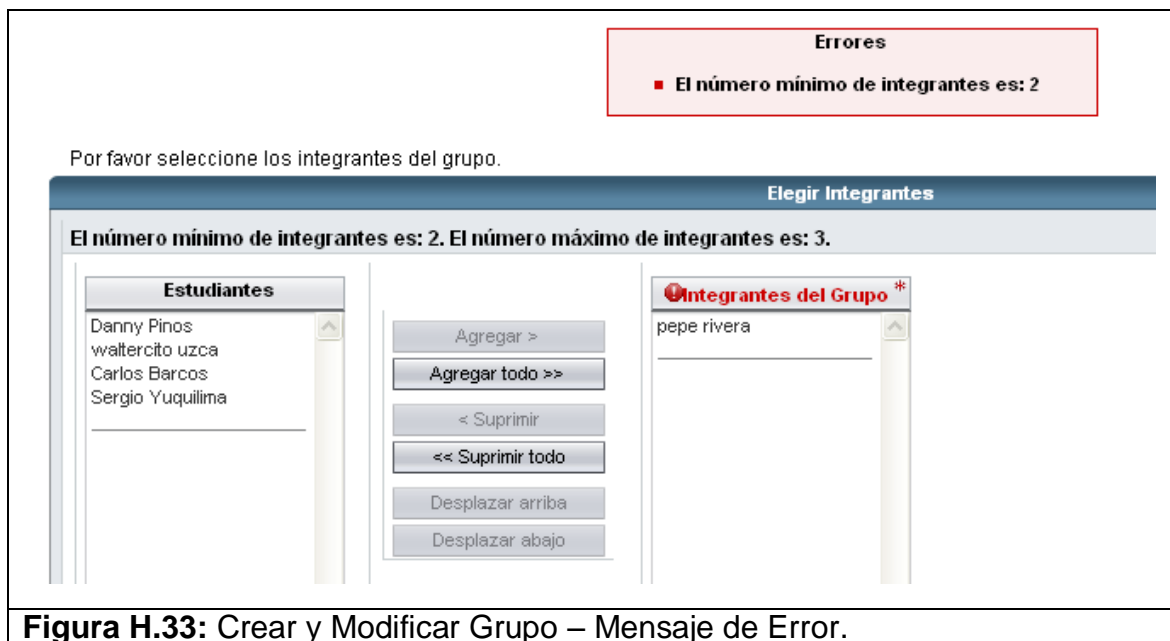 Errores
El número mínimo de integrantes es: 2
Por favor seleccione los integrantes del grupo.
Elegir Integrantes
El número mínimo de integrantes es: 2. El número máximo de integrantes es: 3.
Estudiantes
Danny Pinos
waltercito uzca
Carlos Barcos
Sergio Yuquilima
Agregar >
Agregar todo >>
< Suprimir
<< Suprimir todo
Desplazar arriba
Desplazar abajo
Integrantes del Grupo *
pepe rivera
Figura H.33: Crear y Modificar Grupo – Mensaje de Error.